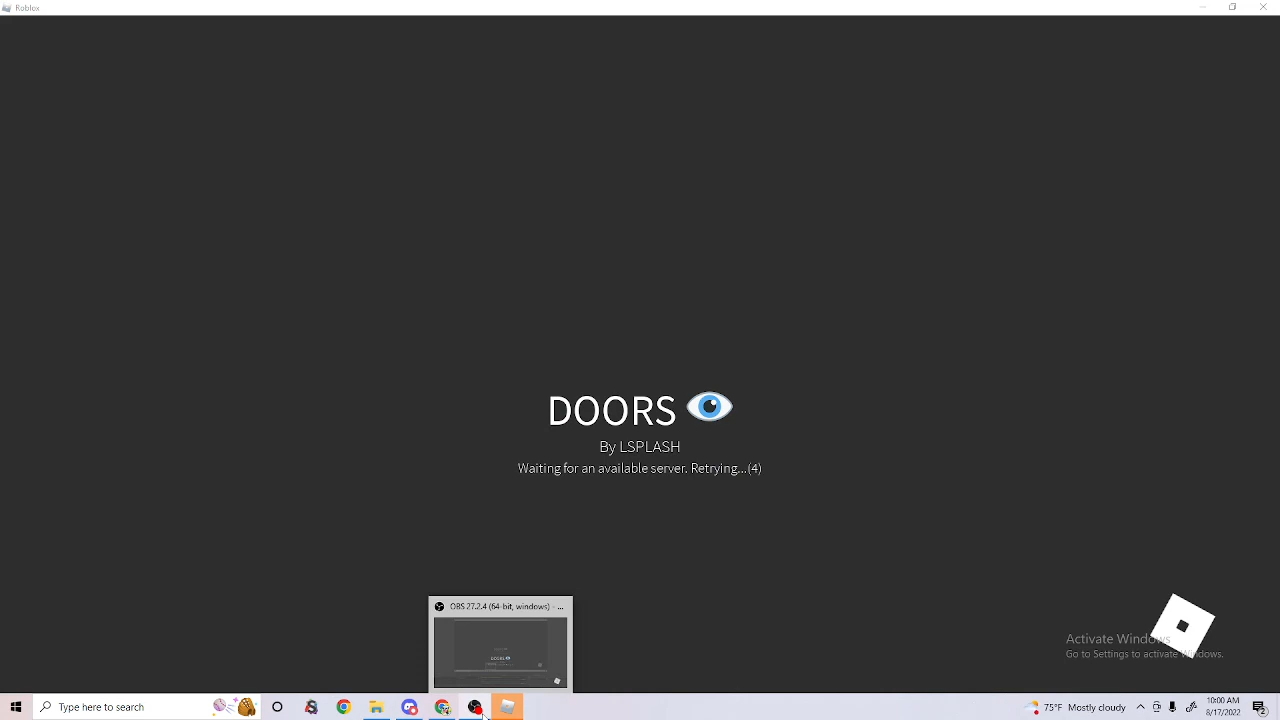 Roblox
DOORS
By LSPLASH
Waiting for an available server. Retrying...(4)
OBS 27.2.4 (64-bit, windows) - ...
Activate Windows
Go to Settings to activate Windows.
Type here to search
75°F Mostly cloudy
10:00 AM
8/17/2022
2